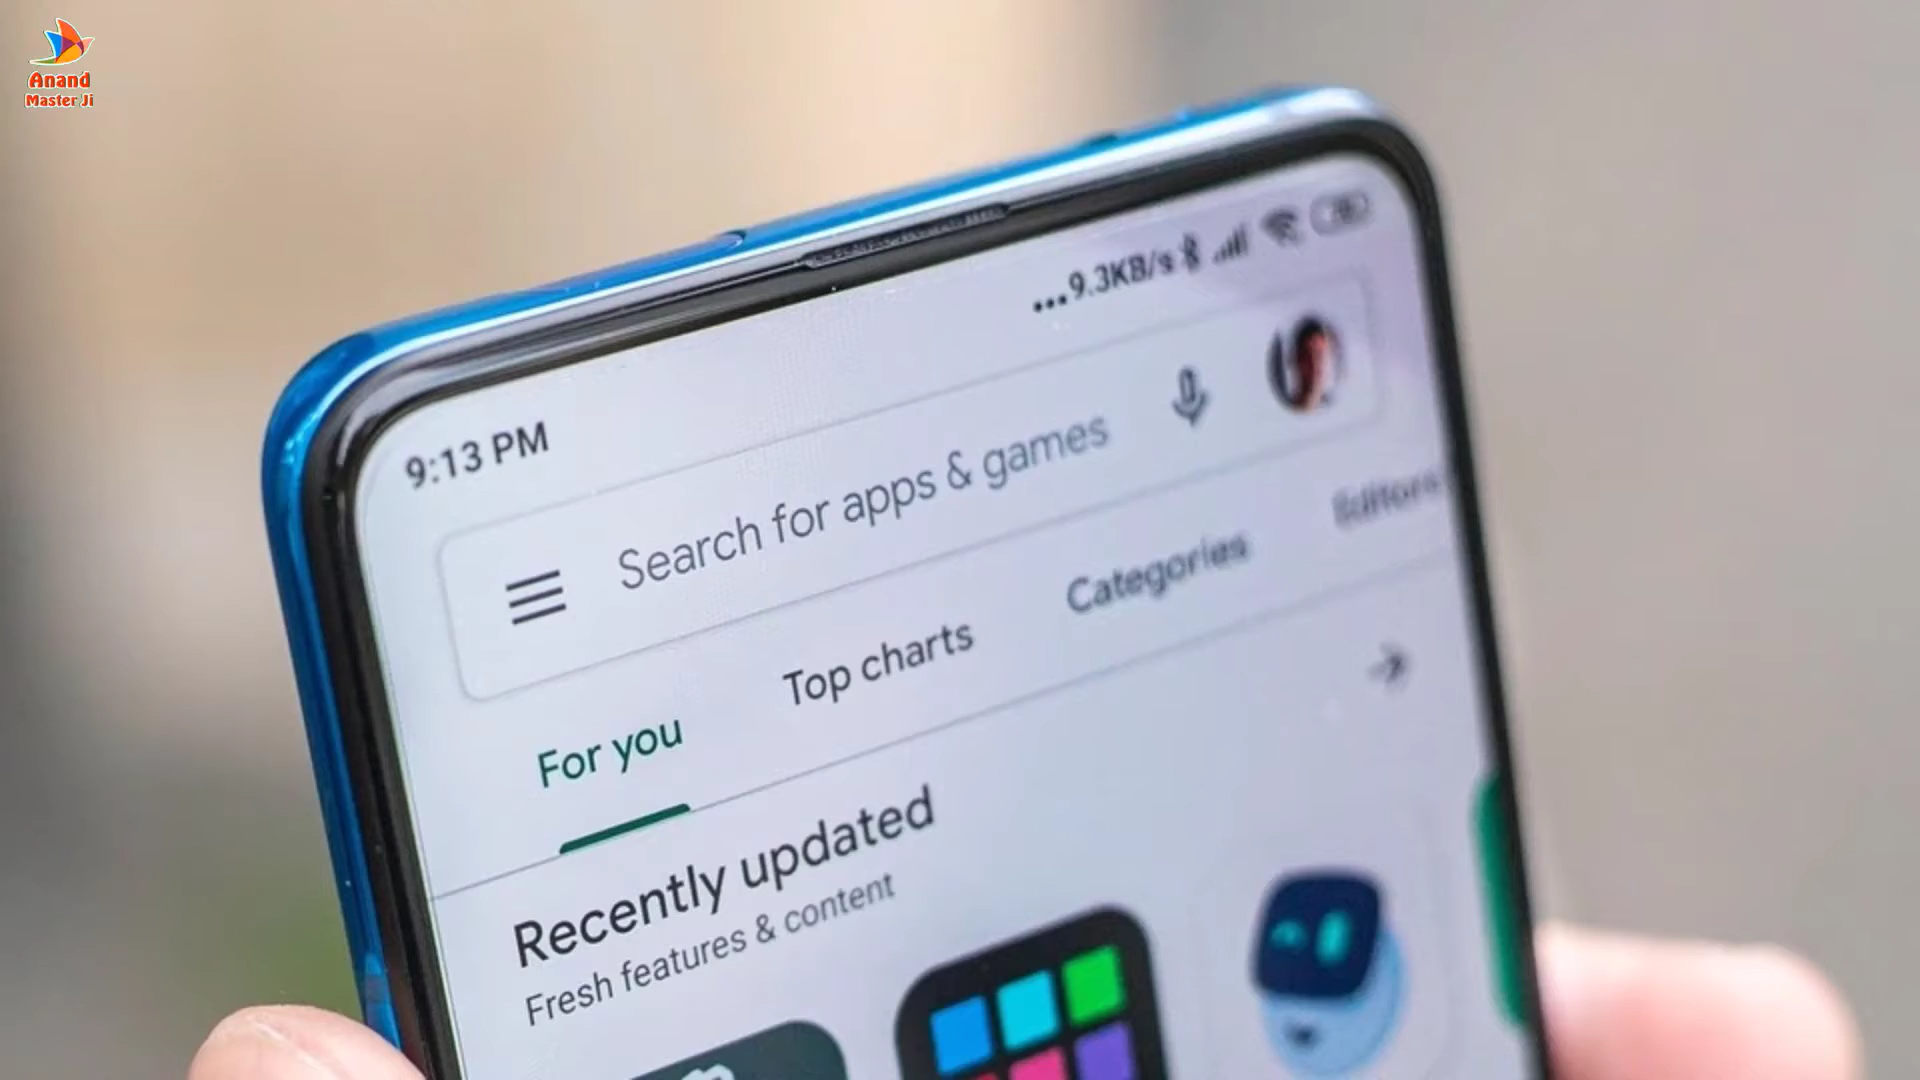 Anand
Master Ji
9:13 PM
...9.3KB/s
Search for apps & games
For you
Top charts
Categories
Editors
Recently updated
Fresh features & content